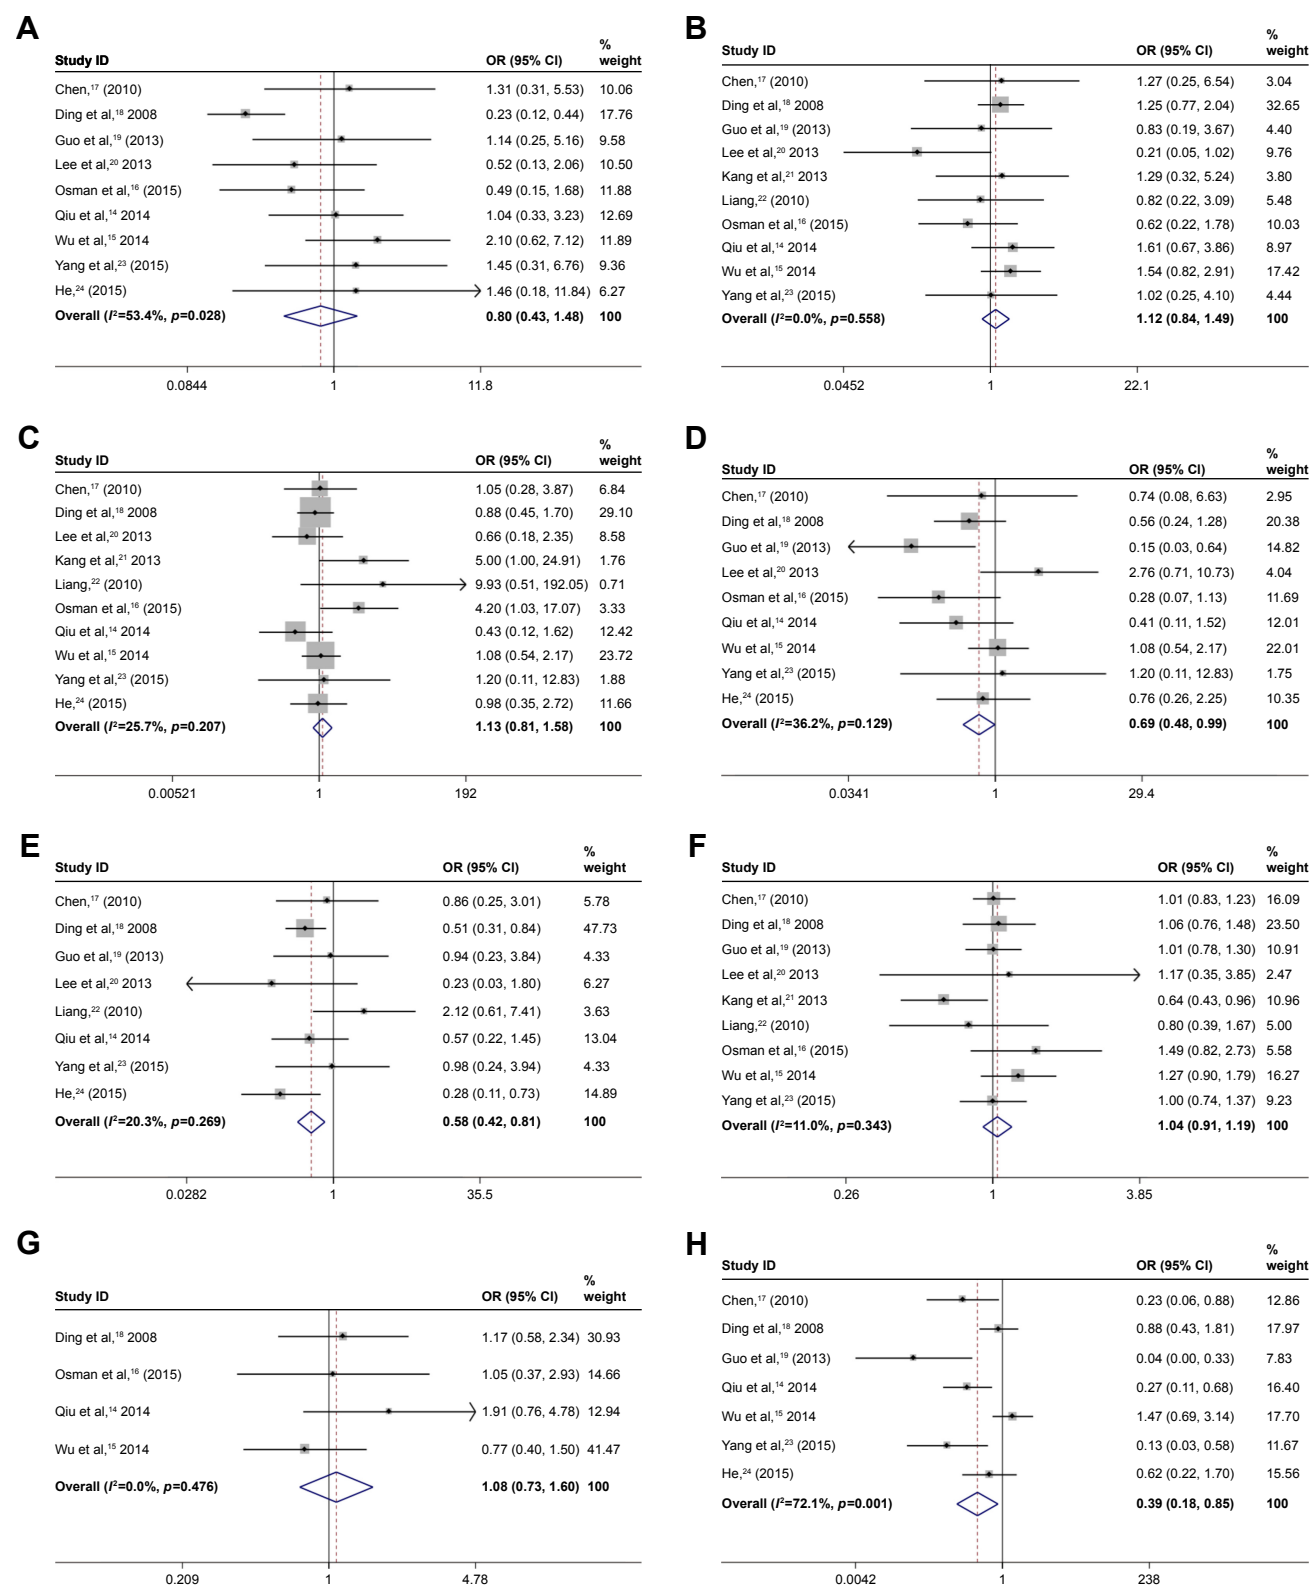 A
Study ID OR (95% CI) % weight
Chen,17 (2010) 1.31 (0.31, 5.53) 10.06
Ding et al,18 2008 0.23 (0.12, 0.44) 17.76
Guo et al,19 (2013) 1.14 (0.25, 5.16) 9.58
Lee et al,20 2013 0.52 (0.13, 2.06) 10.50
Osman et al,16 (2015) 0.49 (0.15, 1.68) 11.88
Qiu et al,14 2014 1.04 (0.33, 3.23) 12.69
Wu et al,15 2014 2.10 (0.62, 7.12) 11.89
Yang et al,23 (2015) 1.45 (0.31, 6.76) 9.36
He,24 (2015) 1.46 (0.18, 11.84) 6.27
Overall (I2=53.4%, p=0.028) 0.80 (0.43, 1.48) 100
0.0844 1 11.8
B
Study ID OR (95% CI) % weight
Chen,17 (2010) 1.27 (0.25, 6.54) 3.04
Ding et al,18 2008 1.25 (0.77, 2.04) 32.65
Guo et al,19 (2013) 0.83 (0.19, 3.67) 4.40
Lee et al,20 2013 0.21 (0.05, 1.02) 9.76
Kang et al,21 2013 1.29 (0.32, 5.24) 3.80
Liang,22 (2010) 0.82 (0.22, 3.09) 5.48
Osman et al,16 (2015) 0.62 (0.22, 1.78) 10.03
Qiu et al,14 2014 1.61 (0.67, 3.86) 8.97
Wu et al,15 2014 1.54 (0.82, 2.91) 17.42
Yang et al,23 (2015) 1.02 (0.25, 4.10) 4.44
Overall (I2=0.0%, p=0.558) 1.12 (0.84, 1.49) 100
0.0452 1 22.1
C
Study ID OR (95% CI) % weight
Chen,17 (2010) 1.05 (0.28, 3.87) 6.84
Ding et al,18 2008 0.88 (0.45, 1.70) 29.10
Lee et al,20 2013 0.66 (0.18, 2.35) 8.58
Kang et al,21 2013 5.00 (1.00, 24.91) 1.76
Liang,22 (2010) 9.93 (0.51, 192.05) 0.71
Osman et al,16 (2015) 4.20 (1.03, 17.07) 3.33
Qiu et al,14 2014 0.43 (0.12, 1.62) 12.42
Wu et al,15 2014 1.08 (0.54, 2.17) 23.72
Yang et al,23 (2015) 1.20 (0.11, 12.83) 1.88
He,24 (2015) 0.98 (0.35, 2.72) 11.66
Overall (I2=25.7%, p=0.207) 1.13 (0.81, 1.58) 100
0.00521 1 192
D
Study ID OR (95% CI) % weight
Chen,17 (2010) 0.74 (0.08, 6.63) 2.95
Ding et al,18 2008 0.56 (0.24, 1.28) 20.38
Guo et al,19 (2013) 0.15 (0.03, 0.64) 14.82
Lee et al,20 2013 2.76 (0.71, 10.73) 4.04
Osman et al,16 (2015) 0.28 (0.07, 1.13) 11.69
Qiu et al,14 2014 0.41 (0.11, 1.52) 12.01
Wu et al,15 2014 1.08 (0.54, 2.17) 22.01
Yang et al,23 (2015) 1.20 (0.11, 12.83) 1.75
He,24 (2015) 0.76 (0.26, 2.25) 10.35
Overall (I2=36.2%, p=0.129) 0.69 (0.48, 0.99) 100
0.0341 1 29.4
E
Study ID OR (95% CI) % weight
Chen,17 (2010) 0.86 (0.25, 3.01) 5.78
Ding et al,18 2008 0.51 (0.31, 0.84) 47.73
Guo et al,19 (2013) 0.94 (0.23, 3.84) 4.33
Lee et al,20 2013 0.23 (0.03, 1.80) 6.27
Liang,22 (2010) 2.12 (0.61, 7.41) 3.63
Qiu et al,14 2014 0.57 (0.22, 1.45) 13.04
Yang et al,23 (2015) 0.98 (0.24, 3.94) 4.33
He,24 (2015) 0.28 (0.11, 0.73) 14.89
Overall (I2=20.3%, p=0.269) 0.58 (0.42, 0.81) 100
0.0282 1 35.5
F
Study ID OR (95% CI) % weight
Chen,17 (2010) 1.01 (0.83, 1.23) 16.09
Ding et al,18 2008 1.06 (0.76, 1.48) 23.50
Guo et al,19 (2013) 1.01 (0.78, 1.30) 10.91
Lee et al,20 2013 1.17 (0.35, 3.85) 2.47
Kang et al,21 2013 0.64 (0.43, 0.96) 10.96
Liang,22 (2010) 0.80 (0.39, 1.67) 5.00
Osman et al,16 (2015) 1.49 (0.82, 2.73) 5.58
Wu et al,15 2014 1.27 (0.90, 1.79) 16.27
Yang et al,23 (2015) 1.00 (0.74, 1.37) 9.23
Overall (I2=11.0%, p=0.343) 1.04 (0.91, 1.19) 100
0.26 1 3.85
G
Study ID OR (95% CI) % weight
Ding et al,18 2008 1.17 (0.58, 2.34) 30.93
Osman et al,16 (2015) 1.05 (0.37, 2.93) 14.66
Qiu et al,14 2014 1.91 (0.76, 4.78) 12.94
Wu et al,15 2014 0.77 (0.40, 1.50) 41.47
Overall (I2=0.0%, p=0.476) 1.08 (0.73, 1.60) 100
0.209 1 4.78
H
Study ID OR (95% CI) % weight
Chen,17 (2010) 0.23 (0.06, 0.88) 12.86
Ding et al,18 2008 0.88 (0.43, 1.81) 17.97
Guo et al,19 (2013) 0.04 (0.00, 0.33) 7.83
Qiu et al,14 2014 0.27 (0.11, 0.68) 16.40
Wu et al,15 2014 1.47 (0.69, 3.14) 17.70
Yang et al,23 (2015) 0.13 (0.03, 0.58) 11.67
He,24 (2015) 0.62 (0.22, 1.70) 15.56
Overall (I2=72.1%, p=0.001) 0.39 (0.18, 0.85) 100
0.0042 1 238